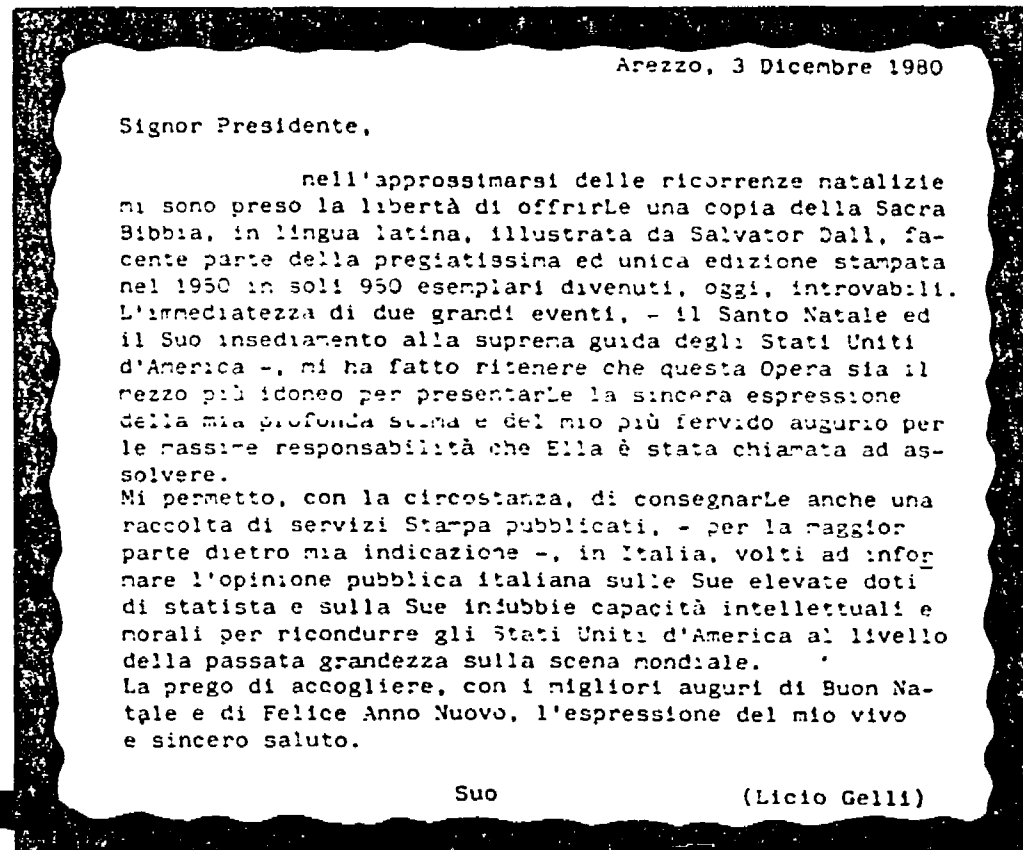 Arezzo, 3 Dicembre 1980
Signor Presidente,
nell'approssimarsi delle ricorrenze natalizie
mi sono preso la libertà di offrirLe una copia della Sacra
Bibbia, in lingua latina, illustrata da Salvator Dalì, fa-
cente parte della pregiatissima ed unica edizione stampata
nel 1950 in soli 950 esemplari divenuti, oggi, introvabili.
L'immediatezza di due grandi eventi, - il Santo Natale ed
il Suo insediamento alla suprema guida degli Stati Uniti
d'America -, mi ha fatto ritenere che questa Opera sia il
mezzo più idoneo per presentarLe la sincera espressione
della mia profonda stima e del mio più fervido augurio per
le massime responsabilità che Ella è stata chiamata ad as-
solvere.
Mi permetto, con la circostanza, di consegnarLe anche una
raccolta di servizi Stampa pubblicati, - per la maggior
parte dietro mia indicazione -, in Italia, volti ad infor
mare l'opinione pubblica italiana sulle Sue elevate doti
di statista e sulla Sue indubbie capacità intellettuali e
morali per ricondurre gli Stati Uniti d'America al livello
della passata grandezza sulla scena mondiale.
La prego di accogliere, con i migliori auguri di Buon Na-
tale e di Felice Anno Nuovo, l'espressione del mio vivo
e sincero saluto.
Suo (Licio Gelli)